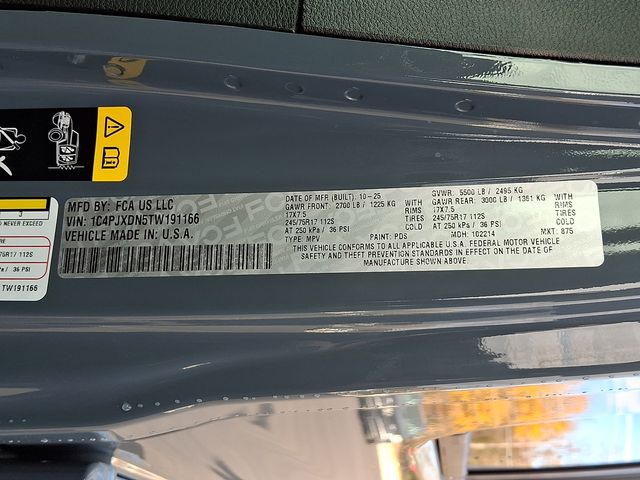 MFD BY: FCA US LLC
VIN: 1C4PJXDN5TW191166
VEHICLE MADE IN: U.S.A.
DATE OF MFR (BUILT): 10-25
GVWR: 5500 LB / 2495 KG
GAWR FRONT: 2700 LB / 1225 KG WITH
GAWR REAR: 3000 LB / 1361 KG WITH
17X7.5 RIMS
17X7.5 RIMS
245/75R17 112S TIRES
245/75R17 112S TIRES
AT 250 kPa / 36 PSI COLD
AT 250 kPa / 36 PSI COLD
TYPE: MPV PAINT: PDS MDH: 102214 MXT: 875
THIS VEHICLE CONFORMS TO ALL APPLICABLE U.S.A. FEDERAL MOTOR VEHICLE
SAFETY AND THEFT PREVENTION STANDARDS IN EFFECT ON THE DATE OF
MANUFACTURE SHOWN ABOVE
3
NEVER EXCEED
75R17 112S
kPa / 36 PSI
TW191166